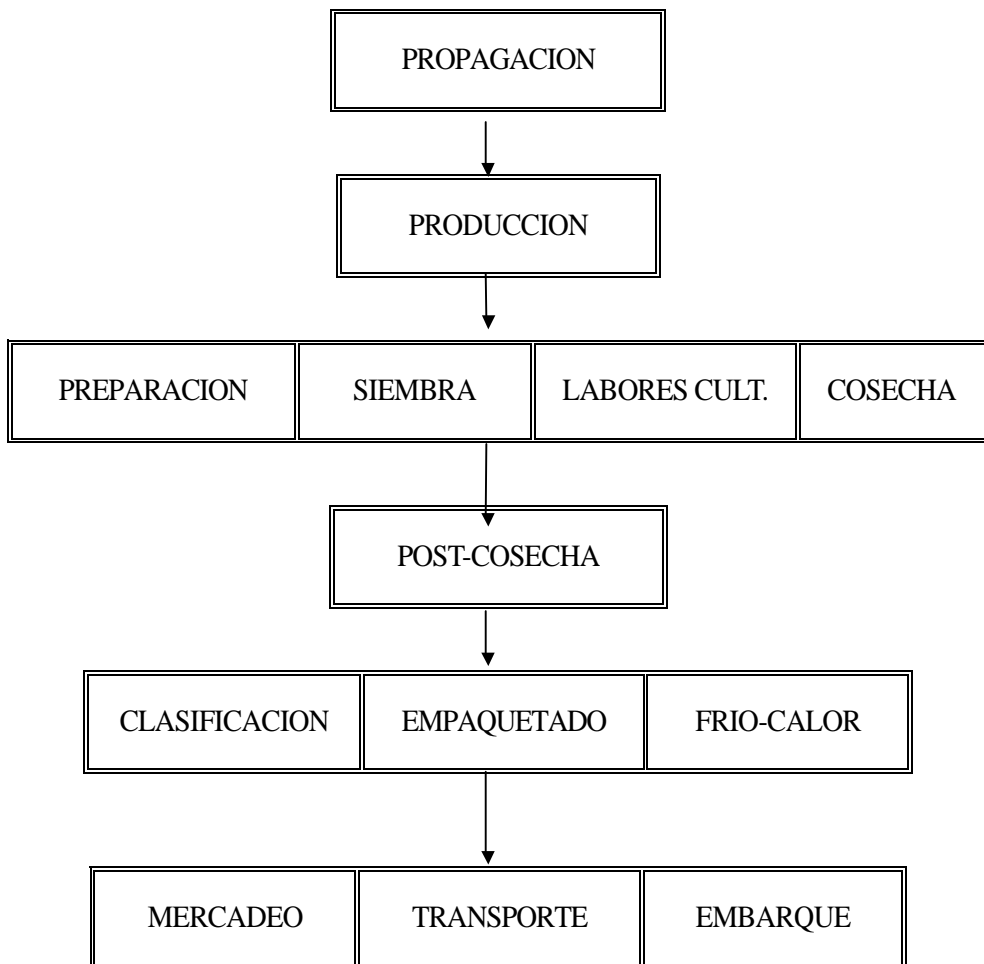 PROPAGACION
PRODUCCION
PREPARACION SIEMBRA LABORES CULT. COSECHA
POST-COSECHA
CLASIFICACION EMPAQUETADO FRIO-CALOR
MERCADEO TRANSPORTE EMBARQUE